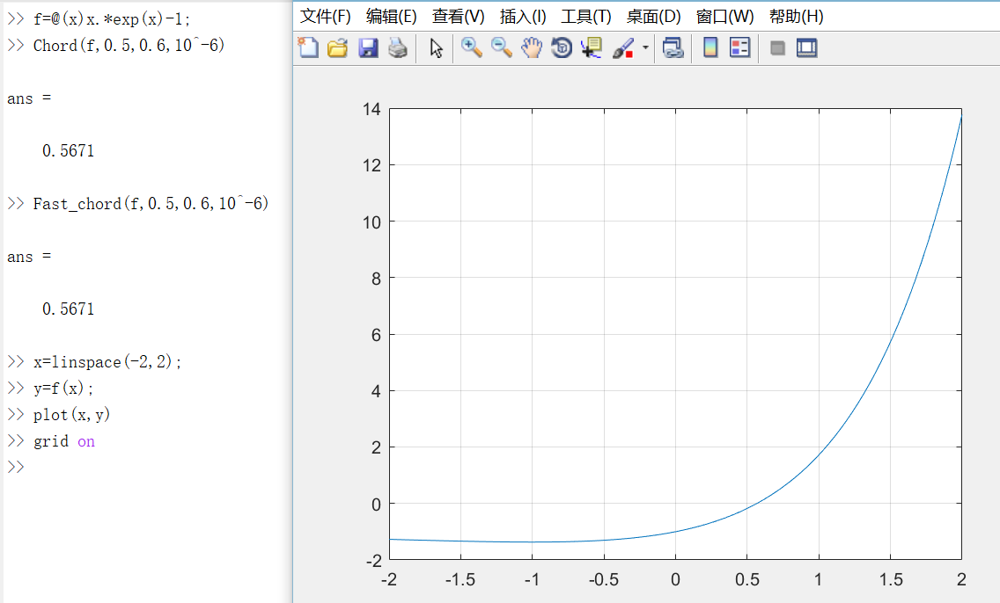 >> f=@(x)x.*exp(x)-1;
>> Chord(f,0.5,0.6,10^-6)
ans =
0.5671
>> Fast_chord(f,0.5,0.6,10^-6)
ans =
0.5671
>> x=linspace(-2,2);
>> y=f(x);
>> plot(x,y)
>> grid on
>>
文件(F) 编辑(E) 查看(V) 插入(I) 工具(T) 桌面(D) 窗口(W) 帮助(H)
14
12
10
8
6
4
2
0
-2
-2 -1.5 -1 -0.5 0 0.5 1 1.5 2